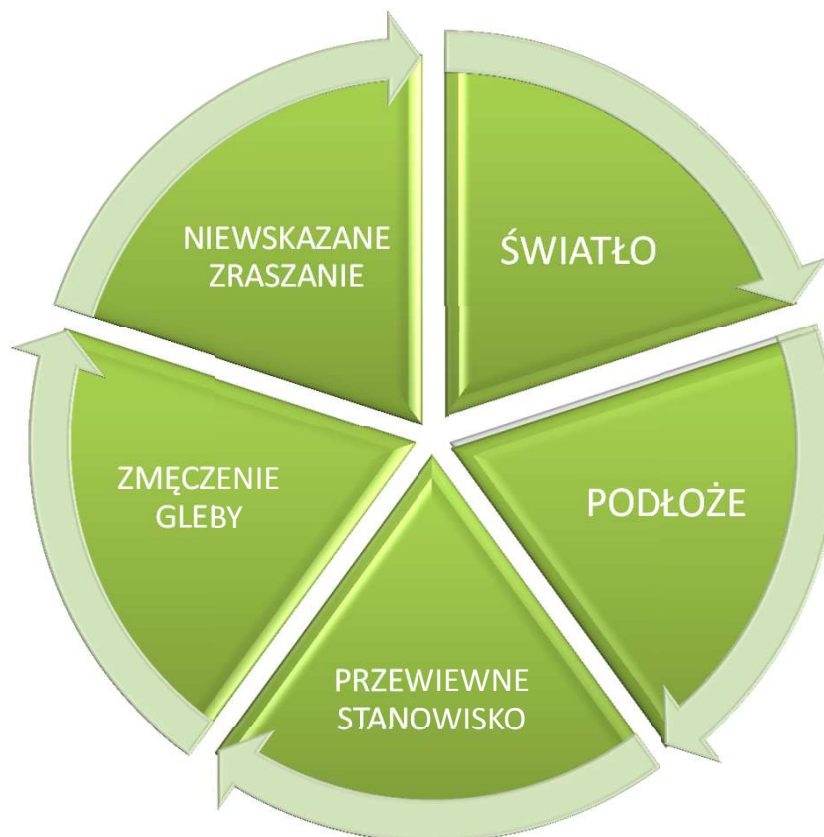 ŚWIATŁO
PODŁOŻE
PRZEWIEWNE
STANOWISKO
ZMĘCZENIE
GLEBY
NIEWSKAZANE
ZRASZANIE